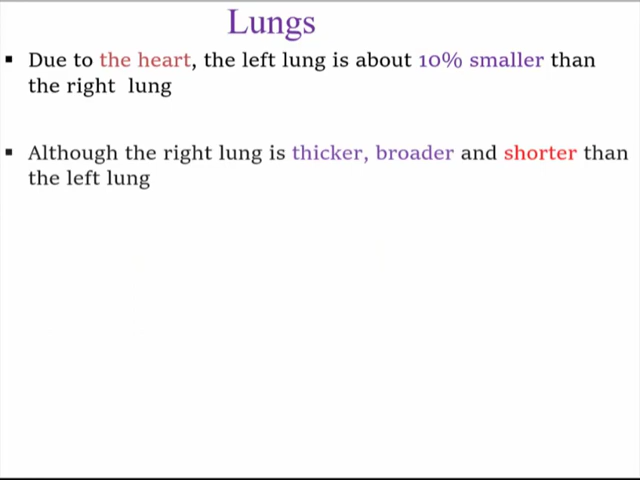 Lungs
▪ Due to the heart, the left lung is about 10% smaller than
the right lung
▪ Although the right lung is thicker, broader and shorter than
the left lung